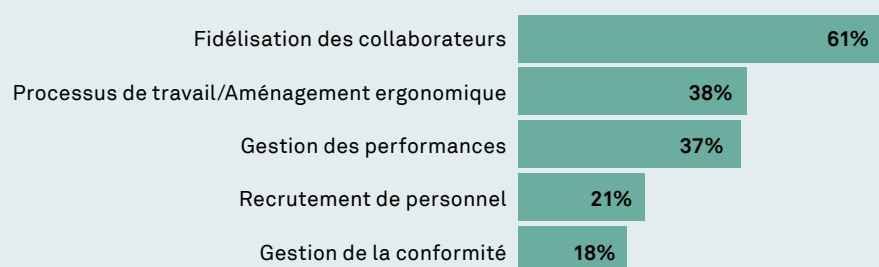 Fidélisation des collaborateurs 61%
Processus de travail/Aménagement ergonomique 38%
Gestion des performances 37%
Recrutement de personnel 21%
Gestion de la conformité 18%